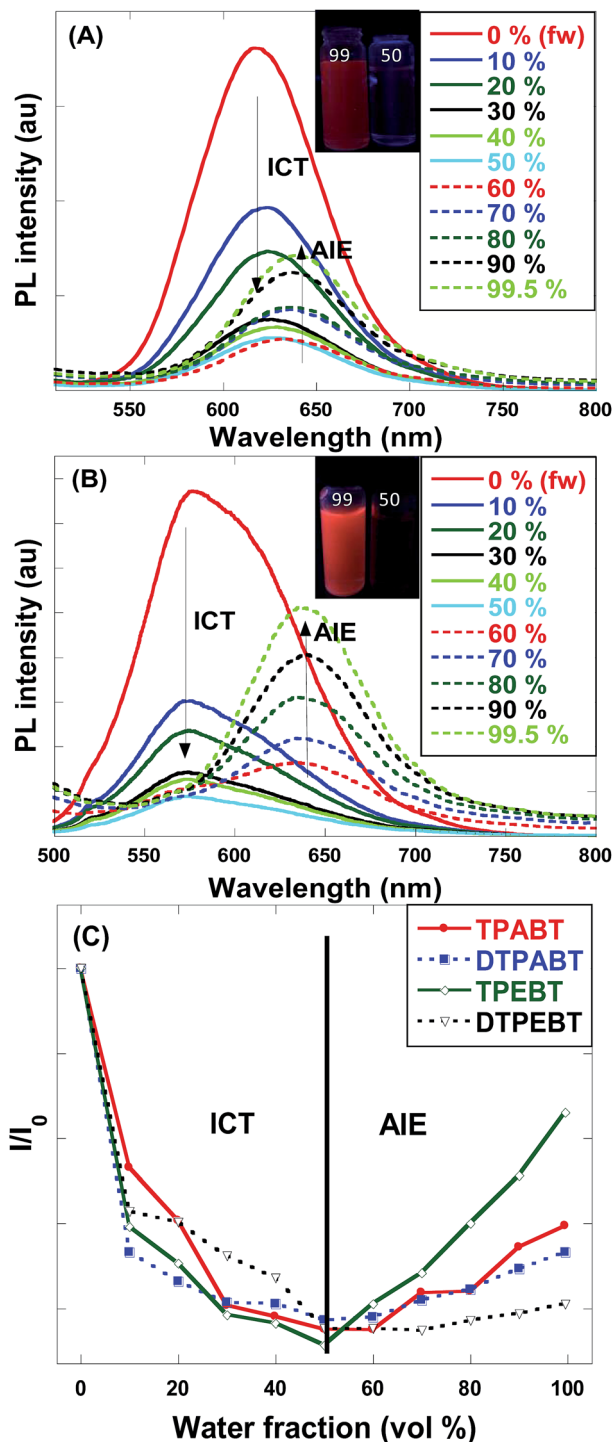 (A)
99 50
0 % (fw)
10 %
20 %
30 %
40 %
50 %
60 %
70 %
80 %
90 %
99.5 %
ICT
AIE
PL intensity (au)
550 600 650 700 750 800
Wavelength (nm)
(B)
99 50
0 % (fw)
10 %
20 %
30 %
40 %
50 %
60 %
70 %
80 %
90 %
99.5 %
ICT
AIE
PL intensity (au)
500 550 600 650 700 750 800
Wavelength (nm)
(C)
TPABT
DTPABT
TPEBT
DTPEBT
ICT AIE
I/I0
0 20 40 60 80 100
Water fraction (vol %)